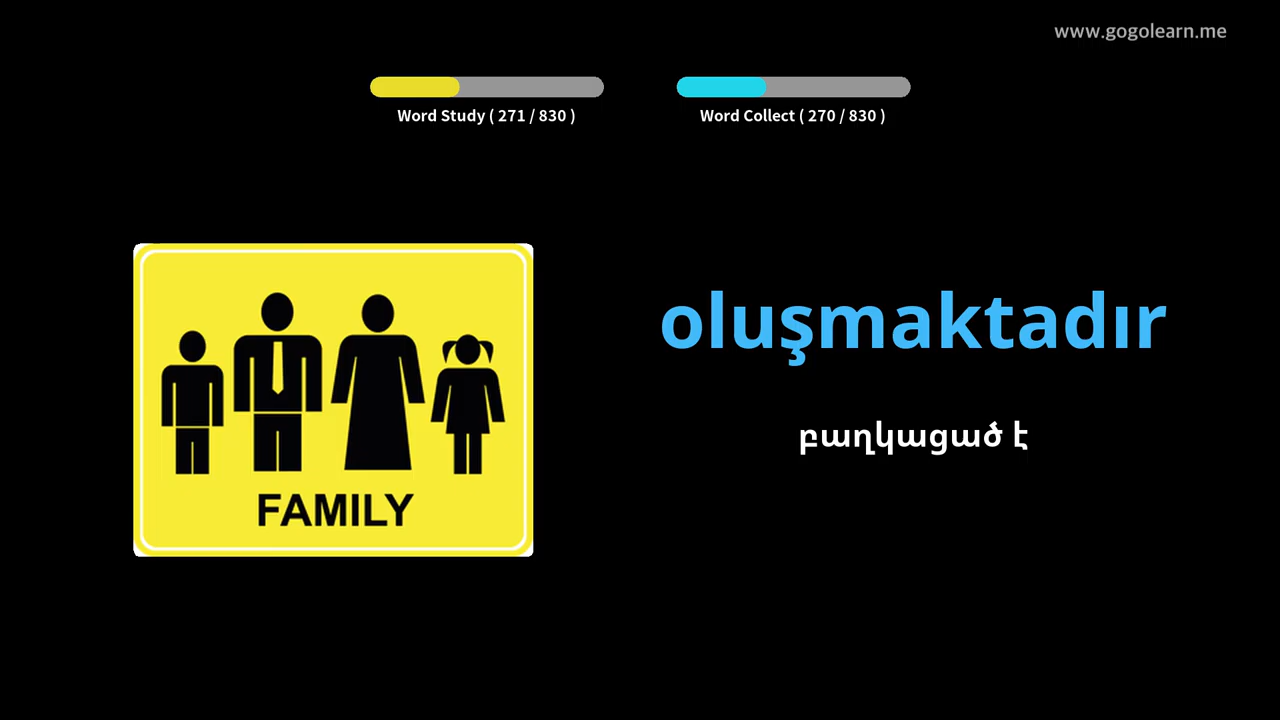 www.gogolearn.me
Word Study ( 271 / 830 )
Word Collect ( 270 / 830 )
oluşmaktadır
բաղկացած է
FAMILY